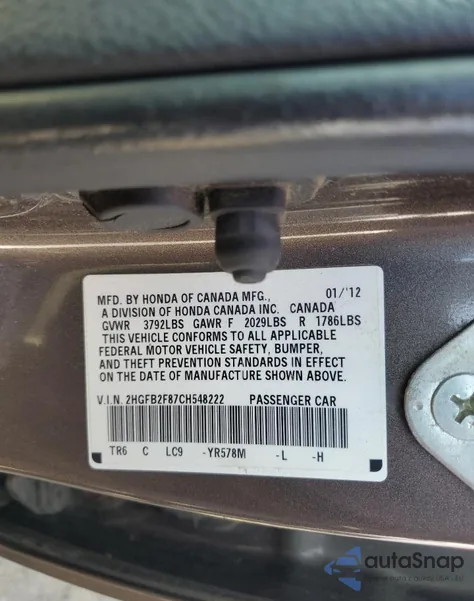 MFD. BY HONDA OF CANADA MFG., 01/'12
A DIVISION OF HONDA CANADA INC. CANADA
GVWR 3792LBS GAWR F 2029LBS R 1786LBS
THIS VEHICLE CONFORMS TO ALL APPLICABLE
FEDERAL MOTOR VEHICLE SAFETY, BUMPER,
AND THEFT PREVENTION STANDARDS IN EFFECT
ON THE DATE OF MANUFACTURE SHOWN ABOVE.
V.I.N. 2HGFB2F87CH548222 PASSENGER CAR
TR6 C LC9 -YR578M -L -H
autoSnap